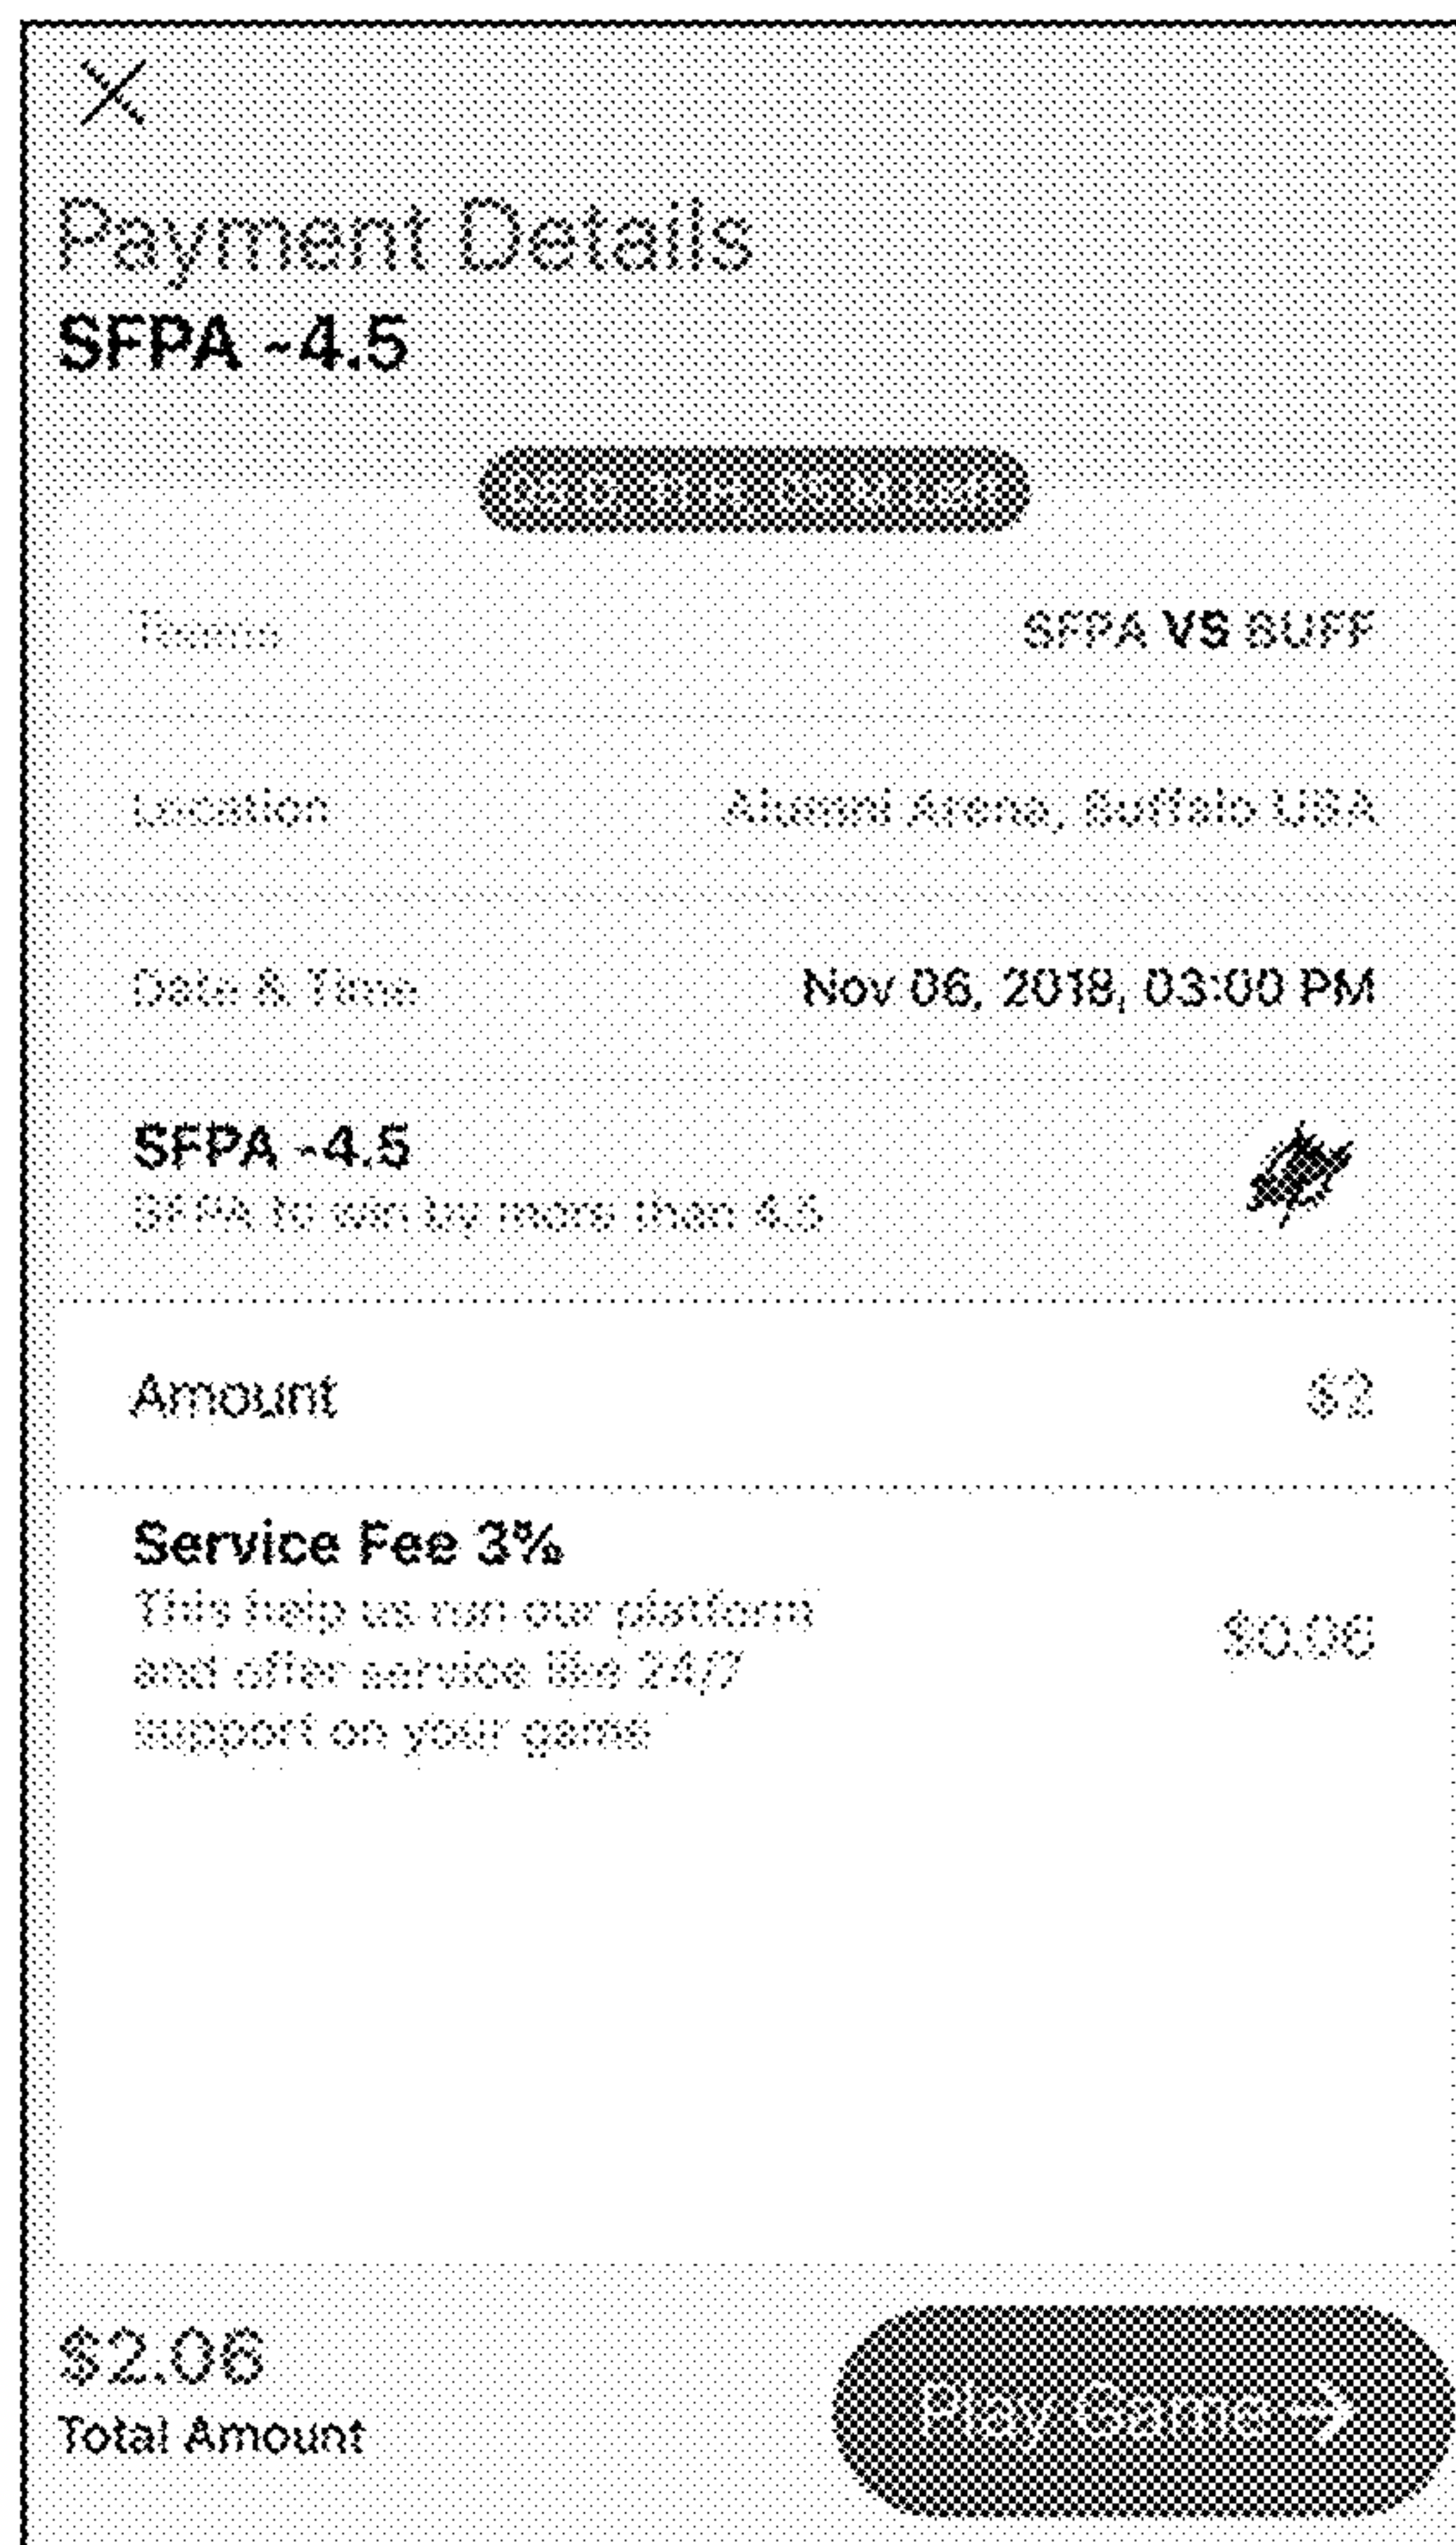 Payment Details
SFPA -4.5
Teams
SFPA VS BUFF
Location
Alumni Arena, Buffalo USA
Date & Time
Nov 06, 2018, 03:00 PM
SFPA -4.5
SFPA to win by more than 4.5
Amount
$2
Service Fee 3%
This help us run our platform
and offer service like 24/7
support on your game
$0.06
$2.06
Total Amount
Play Game →